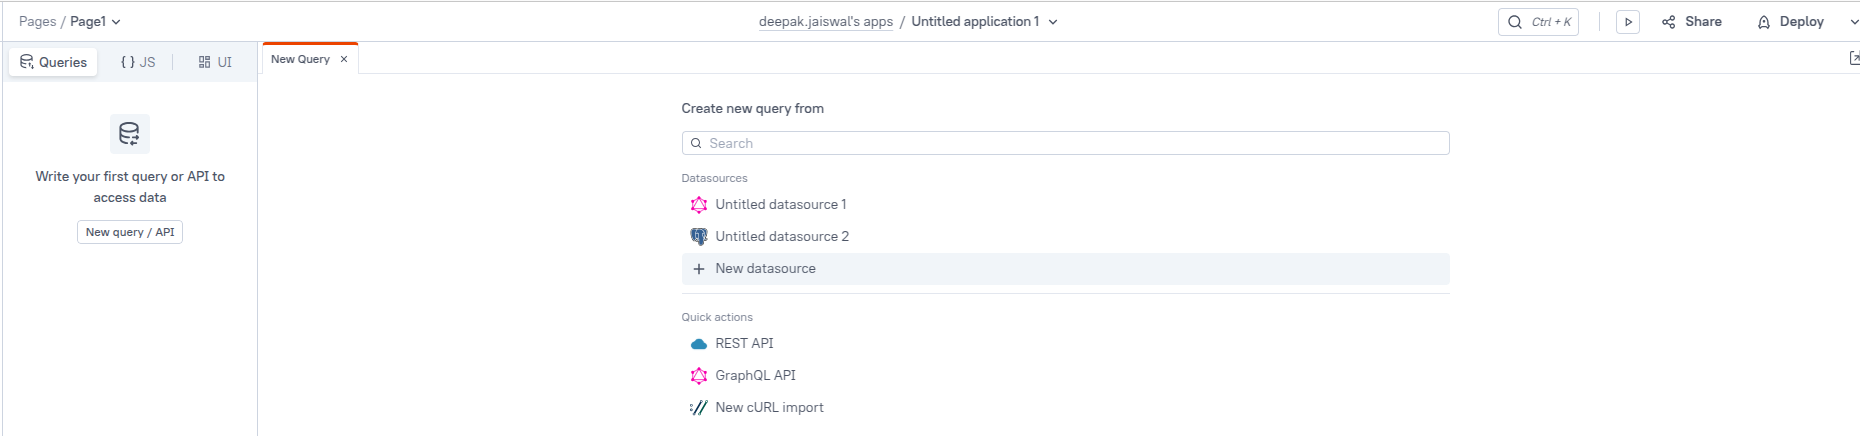 Pages / Page1
deepak.jaiswal's apps / Untitled application 1
Ctrl + K
Share
Deploy
Queries
{ } JS
UI
New Query ×
Write your first query or API to
access data
New query / API
Create new query from
Search
Datasources
Untitled datasource 1
Untitled datasource 2
+ New datasource
Quick actions
REST API
GraphQL API
New cURL import